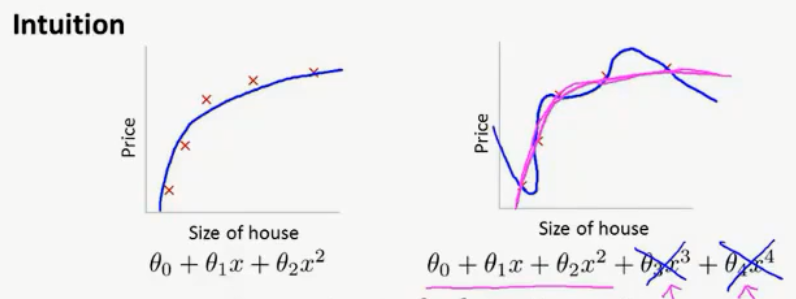 Intuition
Price
Size of house
θ₀ + θ₁x + θ₂x²
Price
Size of house
θ₀ + θ₁x + θ₂x² + θ₃x³ + θ₄x⁴